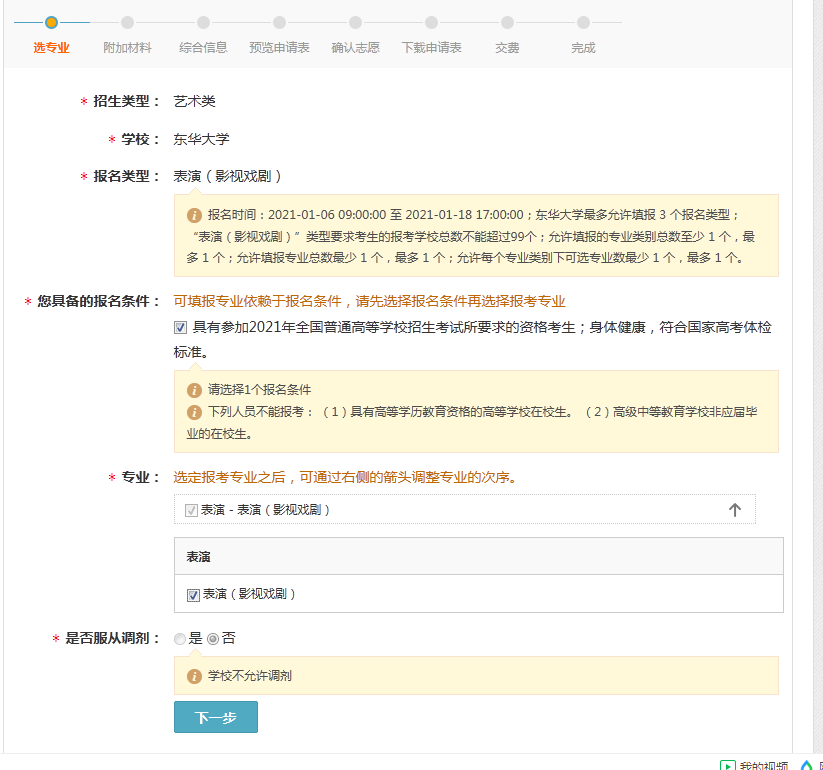 选专业 附加材料 综合信息 预览申请表 确认志愿 下载申请表 交费 完成
* 招生类型： 艺术类
* 学校： 东华大学
* 报名类型： 表演（影视戏剧）
报名时间：2021-01-06 09:00:00 至 2021-01-18 17:00:00；东华大学最多允许填报 3 个报名类型；
“表演（影视戏剧）”类型要求考生的报考学校总数不能超过99个；允许填报的专业类别总数至少 1 个，最
多 1 个；允许填报专业总数最少 1 个，最多 1 个；允许每个专业类别下可选专业数最少 1 个，最多 1 个。
* 您具备的报名条件： 可填报专业依赖于报名条件，请先选择报名条件再选择报考专业
具有参加2021年全国普通高等学校招生考试所要求的资格考生；身体健康，符合国家高考体检
标准。
请选择1个报名条件
下列人员不能报考：（1）具有高等学历教育资格的高等学校在校生。（2）高级中等教育学校非应届毕
业的在校生。
* 专业： 选定报考专业之后，可通过右侧的箭头调整专业的次序。
表演 - 表演（影视戏剧）
表演
表演（影视戏剧）
* 是否服从调剂： 是 否
学校不允许调剂
下一步
我的视频